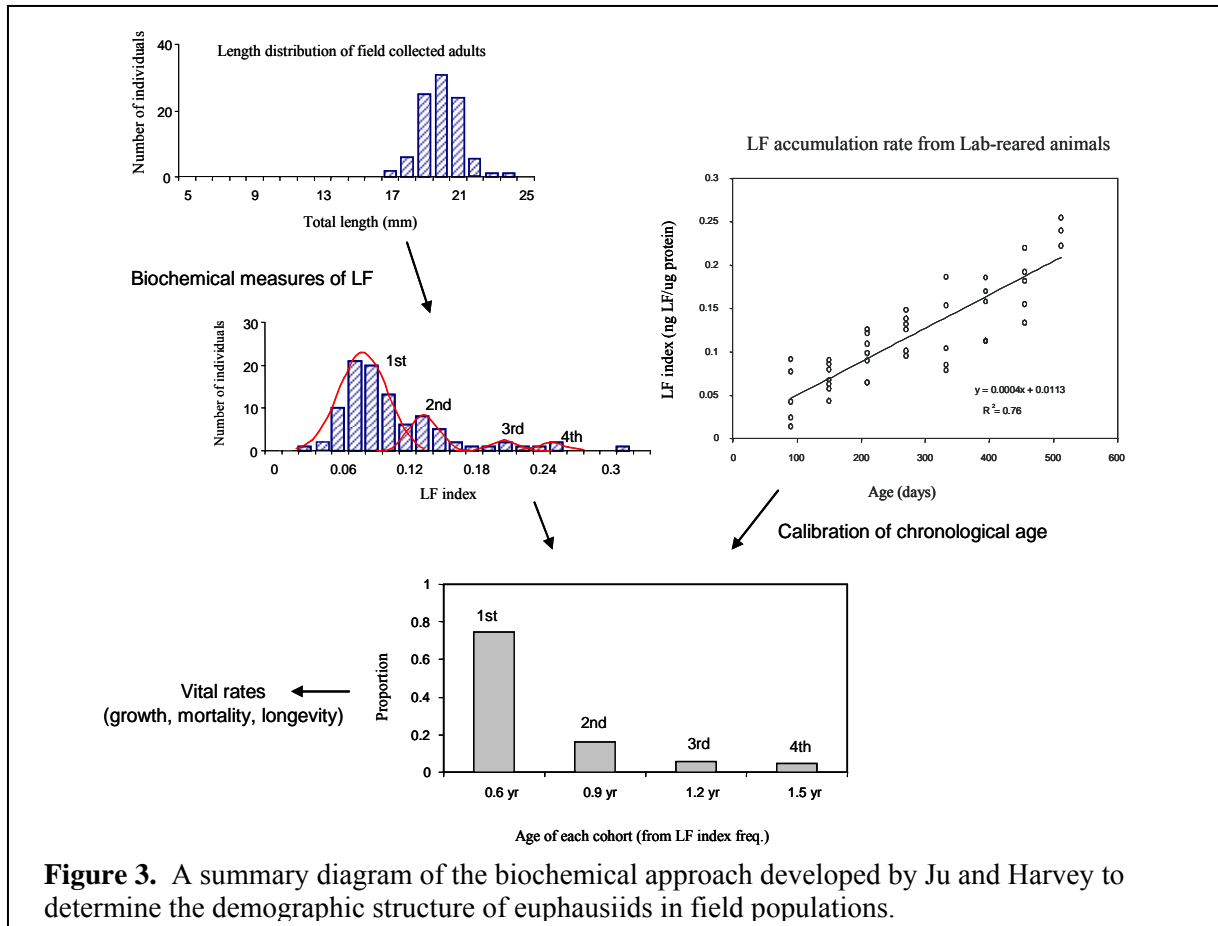 Length distribution of field collected adults
Number of individuals
40
20
0
5 9 13 17 21 25
Total length (mm)
Biochemical measures of LF
Number of individuals
30
20
10
0
1st
2nd
3rd
4th
0 0.06 0.12 0.18 0.24 0.3
LF index
LF accumulation rate from Lab-reared animals
LF index (ng LF/ug protein)
0.3
0.25
0.2
0.15
0.1
0.05
0
y = 0.0004x + 0.0113
R² = 0.76
0 100 200 300 400 500 600
Age (days)
Calibration of chronological age
Vital rates
(growth, mortality, longevity)
Proportion
1
0.8
0.6
0.4
0.2
0
1st
2nd
3rd
4th
0.6 yr 0.9 yr 1.2 yr 1.5 yr
Age of each cohort (from LF index freq.)
Figure 3. A summary diagram of the biochemical approach developed by Ju and Harvey to
determine the demographic structure of euphausiids in field populations.